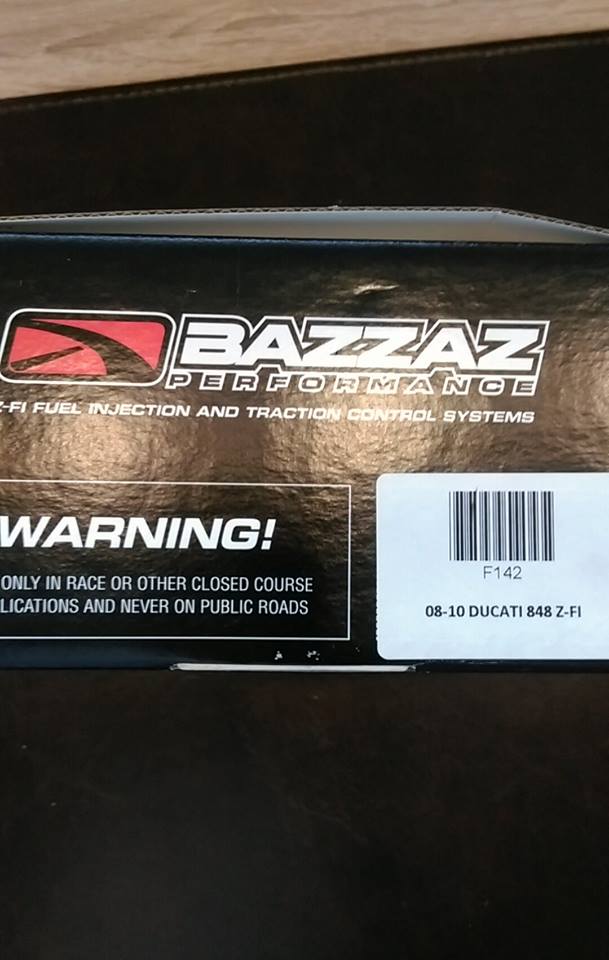 BAZZAZ
PERFORMANCE
Z-FI FUEL INJECTION AND TRACTION CONTROL SYSTEMS
WARNING!
ONLY IN RACE OR OTHER CLOSED COURSE
LICATIONS AND NEVER ON PUBLIC ROADS
F142
08-10 DUCATI 848 Z-FI